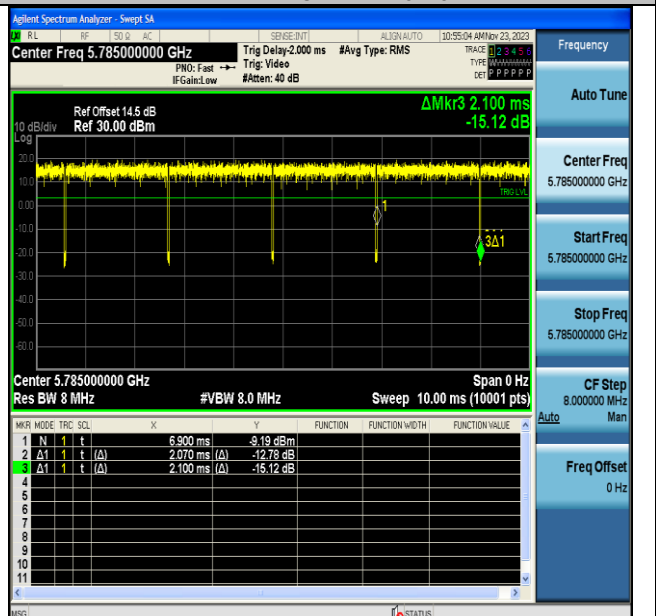 Agilent Spectrum Analyzer - Swept SA
RL RF 50 Ω AC SENSE:INT ALIGN AUTO 10:55:04 AM Nov 23, 2023
Center Freq 5.785000000 GHz
PNO: Fast
IFGain:Low
Trig Delay-2.000 ms
Trig: Video
#Atten: 40 dB
#Avg Type: RMS
TRACE 1 2 3 4 5 6
TYPE
DET P P P P P P
Ref Offset 14.5 dB
10 dB/div Ref 30.00 dBm
Log
ΔMkr3 2.100 ms
-15.12 dB
20.0
10.0
0.00
-10.0
-20.0
-30.0
-40.0
-50.0
-60.0
TRIG LVL
1
3Δ1
Center 5.785000000 GHz Span 0 Hz
Res BW 8 MHz #VBW 8.0 MHz Sweep 10.00 ms (10001 pts)
MKR MODE TRC SCL X Y FUNCTION FUNCTION WIDTH FUNCTION VALUE
1 N 1 t 6.900 ms -9.19 dBm
2 Δ1 1 t (Δ) 2.070 ms (Δ) -12.78 dB
3 Δ1 1 t (Δ) 2.100 ms (Δ) -15.12 dB
4
5
6
7
8
9
10
11
MSG STATUS
Frequency
Auto Tune
Center Freq
5.785000000 GHz
Start Freq
5.785000000 GHz
Stop Freq
5.785000000 GHz
CF Step
8.000000 MHz
Auto Man
Freq Offset
0 Hz